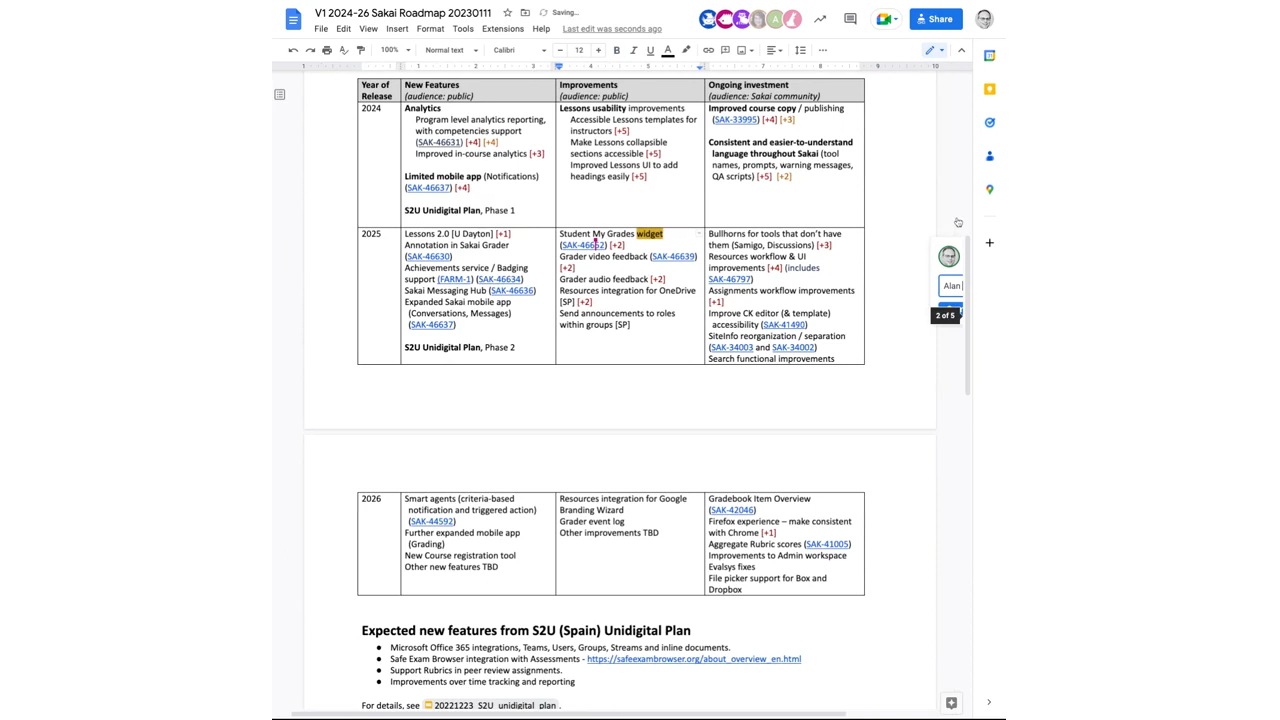 V1 2024-26 Sakai Roadmap 20230111
Saving...
File Edit View Insert Format Tools Extensions Help Last edit was seconds ago
Share
100% Normal text Calibri 12
1 1 2 3 4 5 6 7 8 9 10
Year of Release
New Features
(audience: public)
Improvements
(audience: public)
Ongoing investment
(audience: Sakai community)
2024
Analytics
Program level analytics reporting,
with competencies support
(SAK-46631) [+4] [+4]
Improved in-course analytics [+3]
Limited mobile app (Notifications)
(SAK-46637) [+4]
S2U Unidigital Plan, Phase 1
Lessons usability improvements
Accessible Lessons templates for
instructors [+5]
Make Lessons collapsible
sections accessible [+5]
Improved Lessons UI to add
headings easily [+5]
Improved course copy / publishing
(SAK-33995) [+4] [+3]
Consistent and easier-to-understand
language throughout Sakai (tool
names, prompts, warning messages,
QA scripts) [+5] [+2]
2025
Lessons 2.0 [U Dayton] [+1]
Annotation in Sakai Grader
(SAK-46630)
Achievements service / Badging
support (FARM-1) (SAK-46634)
Sakai Messaging Hub (SAK-46636)
Expanded Sakai mobile app
(Conversations, Messages)
(SAK-46637)
S2U Unidigital Plan, Phase 2
Student My Grades widget
[+2]
Grader video feedback (SAK-46639)
[+2]
Grader audio feedback [+2]
Resources integration for OneDrive
[SP] [+2]
Send announcements to roles
within groups [SP]
Bullhorns for tools that don't have
them (Samigo, Discussions) [+3]
Resources workflow & UI
improvements [+4] (includes
SAK-46797)
Assignments workflow improvements
[+1]
Improve CK editor (& template)
accessibility (SAK-41490)
SiteInfo reorganization / separation
(SAK-34003 and SAK-34002)
Search functional improvements
Alan
2 of 5
2026
Smart agents (criteria-based
notification and triggered action)
(SAK-44592)
Further expanded mobile app
(Grading)
New Course registration tool
Other new features TBD
Resources integration for Google
Branding Wizard
Grader event log
Other improvements TBD
Gradebook Item Overview
(SAK-42046)
Firefox experience – make consistent
with Chrome [+1]
Aggregate Rubric scores (SAK-41005)
Improvements to Admin workspace
Evalsys fixes
File picker support for Box and
Dropbox
Expected new features from S2U (Spain) Unidigital Plan
● Microsoft Office 365 integrations, Teams, Users, Groups, Streams and inline documents.
● Safe Exam Browser integration with Assessments - https://safeexambrowser.org/about_overview_en.html
● Support Rubrics in peer review assignments.
● Improvements over time tracking and reporting
For details, see 20221223_S2U_unidigital_plan .